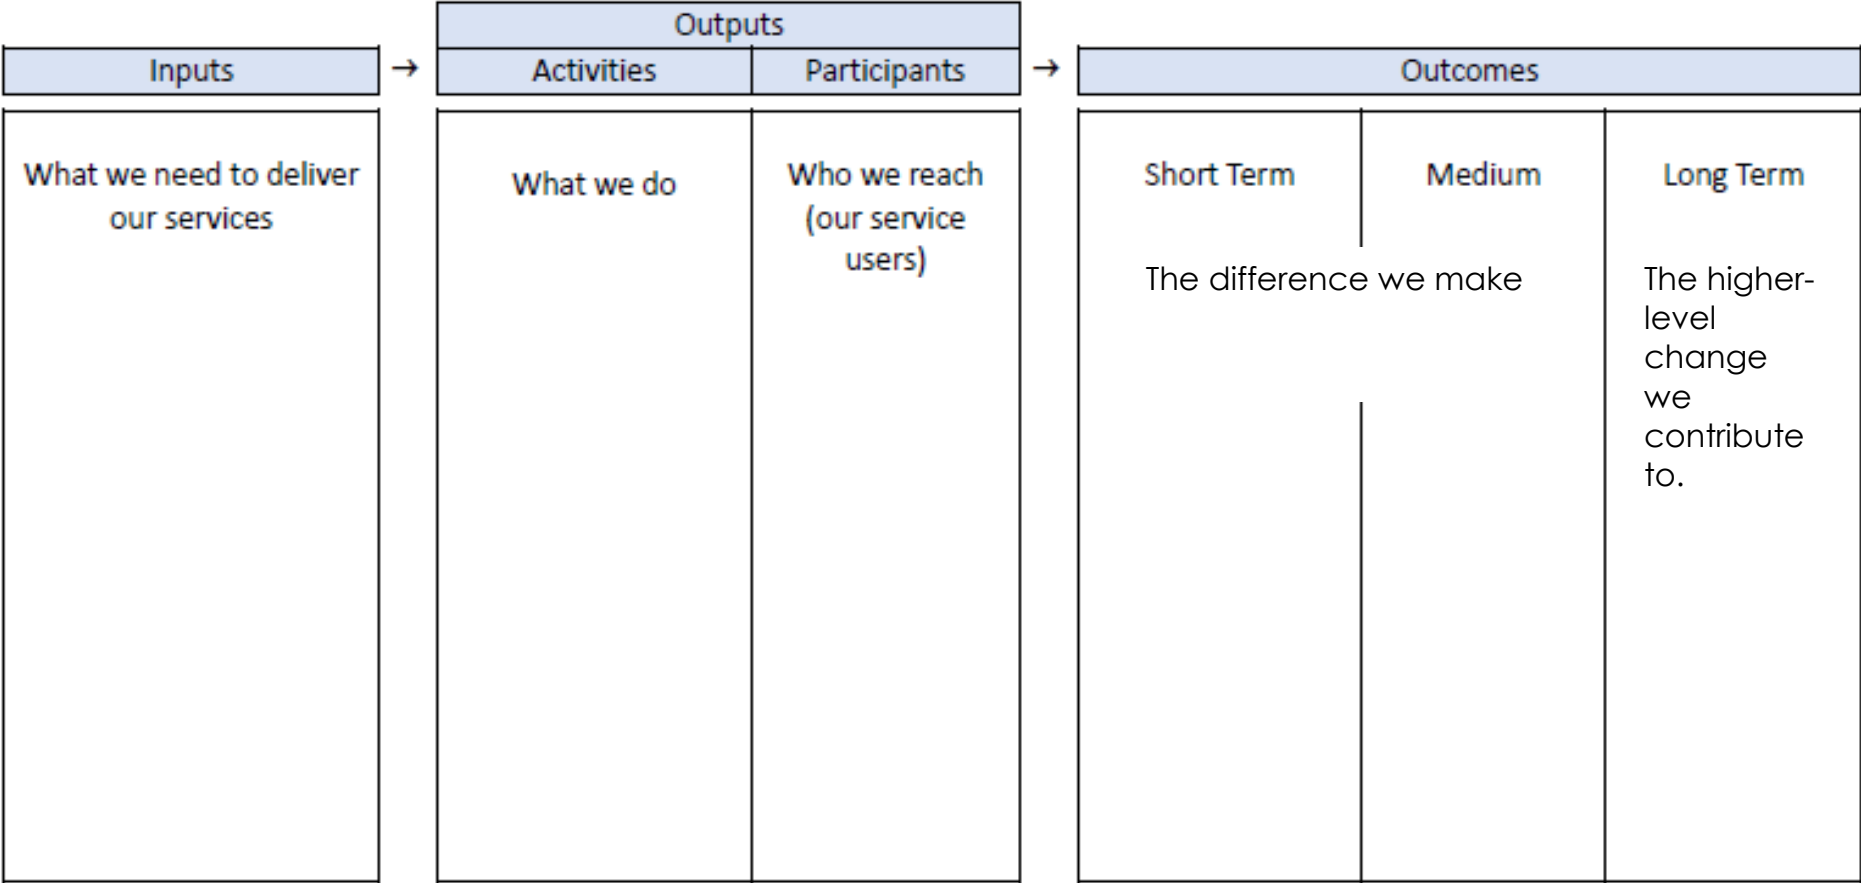 Outputs
Inputs → Activities Participants → Outcomes
What we need to deliver
our services
What we do
Who we reach
(our service
users)
Short Term Medium Long Term
The difference we make
The higher-
level
change
we
contribute
to.